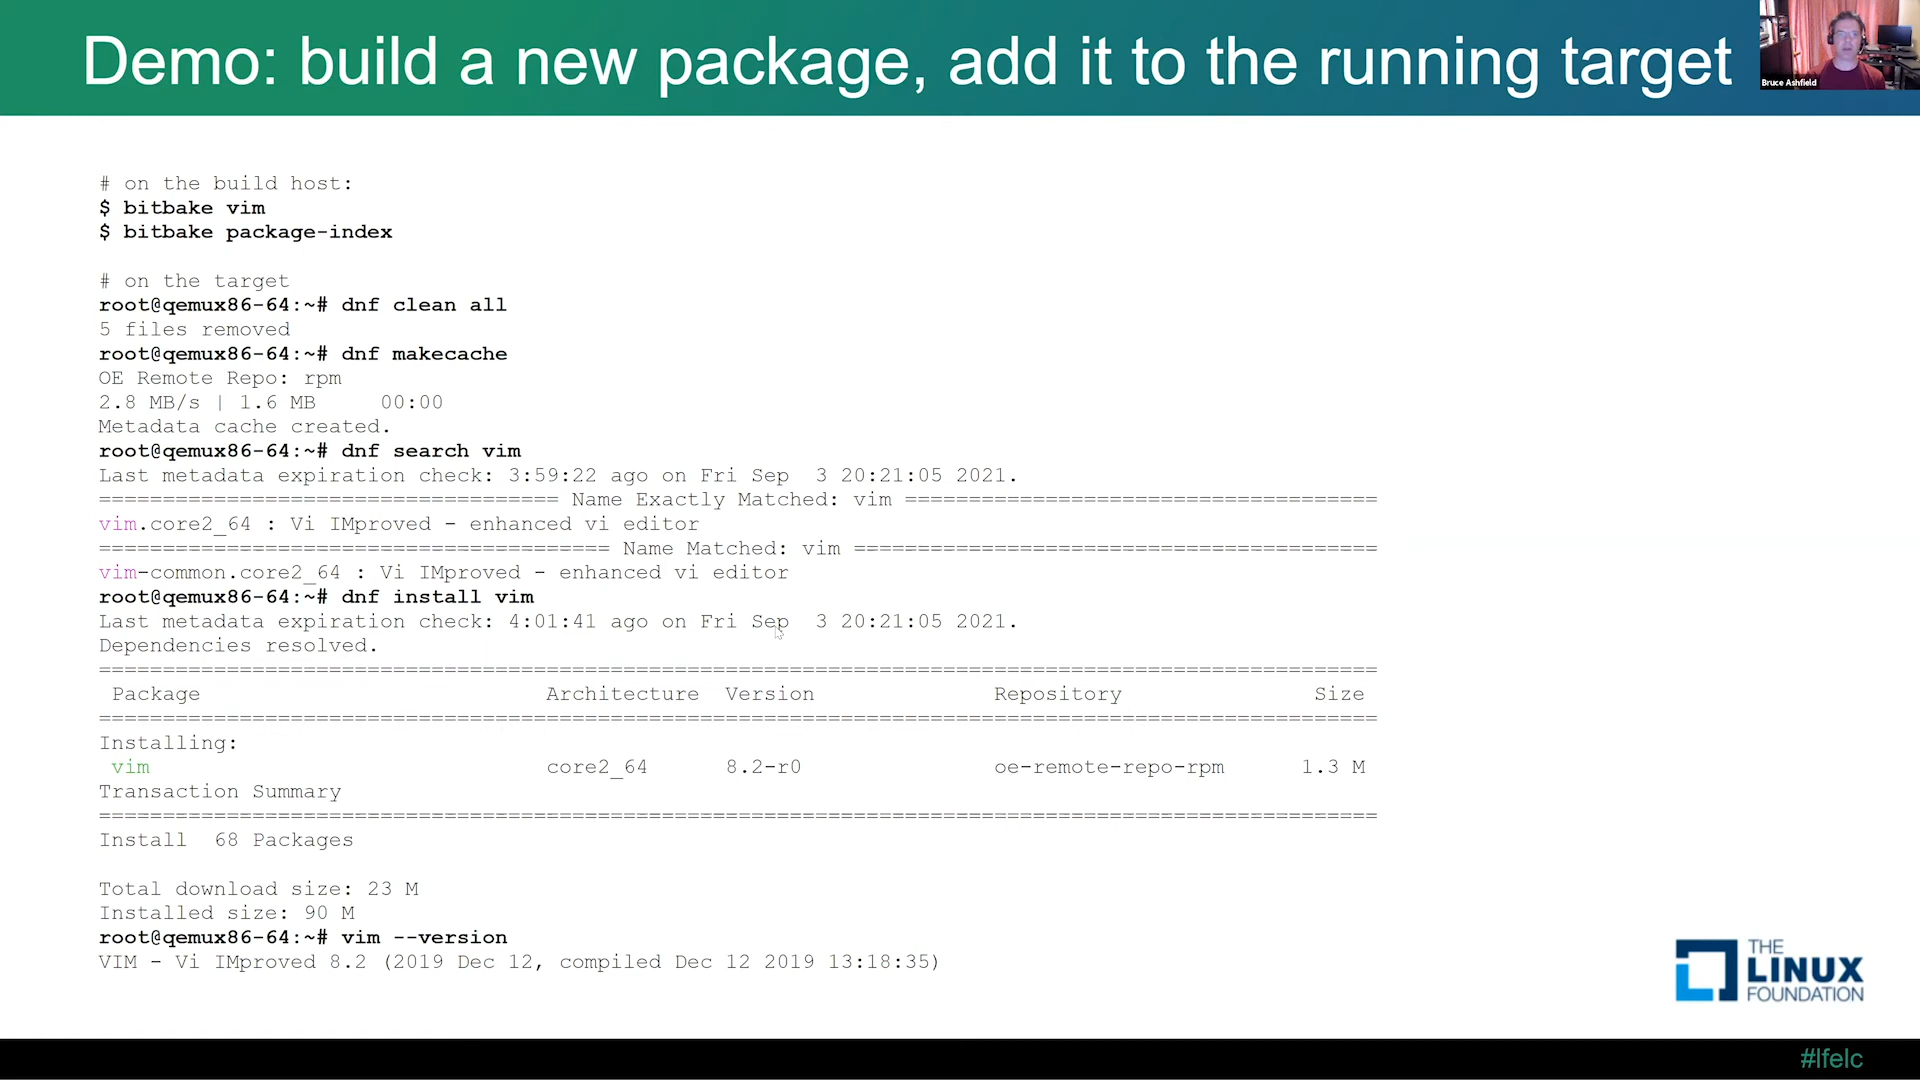 Demo: build a new package, add it to the running target
Bruce Ashfield
# on the build host:
$ bitbake vim
$ bitbake package-index
# on the target
root@qemux86-64:~# dnf clean all
5 files removed
root@qemux86-64:~# dnf makecache
OE Remote Repo: rpm
2.8 MB/s | 1.6 MB     00:00
Metadata cache created.
root@qemux86-64:~# dnf search vim
Last metadata expiration check: 3:59:22 ago on Fri Sep  3 20:21:05 2021.
==================================== Name Exactly Matched: vim =====================================
vim.core2_64 : Vi IMproved - enhanced vi editor
======================================== Name Matched: vim =========================================
vim-common.core2_64 : Vi IMproved - enhanced vi editor
root@qemux86-64:~# dnf install vim
Last metadata expiration check: 4:01:41 ago on Fri Sep  3 20:21:05 2021.
Dependencies resolved.
====================================================================================================
 Package                           Architecture  Version              Repository               Size
====================================================================================================
Installing:
 vim                               core2_64      8.2-r0               oe-remote-repo-rpm      1.3 M
Transaction Summary
====================================================================================================
Install  68 Packages
Total download size: 23 M
Installed size: 90 M
root@qemux86-64:~# vim --version
VIM - Vi IMproved 8.2 (2019 Dec 12, compiled Dec 12 2019 13:18:35)
THE
LINUX
FOUNDATION
#lfelc